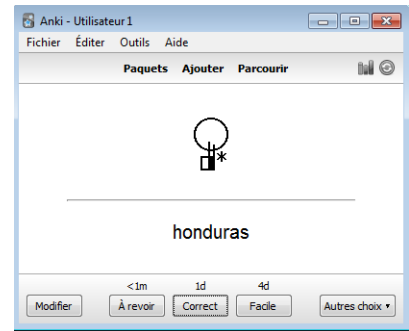 Anki - Utilisateur 1
Fichier Éditer Outils Aide
Paquets Ajouter Parcourir
honduras
<1m 1d 4d
Modifier À revoir Correct Facile Autres choix ▾